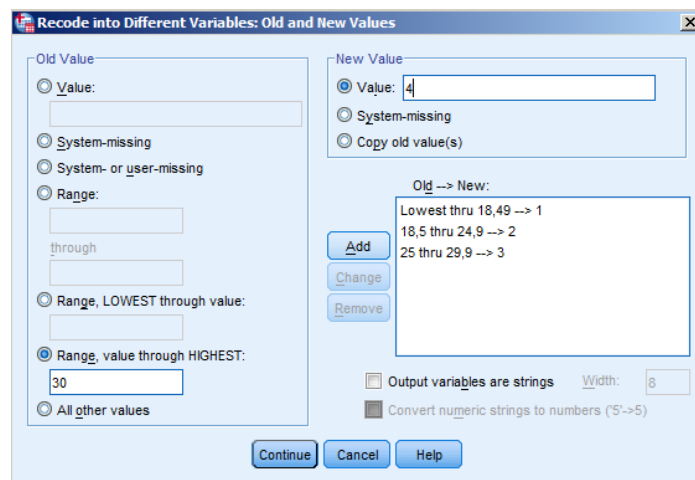 Recode into Different Variables: Old and New Values
Old Value
Value:
System-missing
System- or user-missing
Range:
through
Range, LOWEST through value:
Range, value through HIGHEST:
30
All other values
New Value
Value: 4
System-missing
Copy old value(s)
Old --> New:
Lowest thru 18,49 --> 1
18,5 thru 24,9 --> 2
25 thru 29,9 --> 3
Add
Change
Remove
Output variables are strings Width: 8
Convert numeric strings to numbers ('5'->5)
Continue Cancel Help